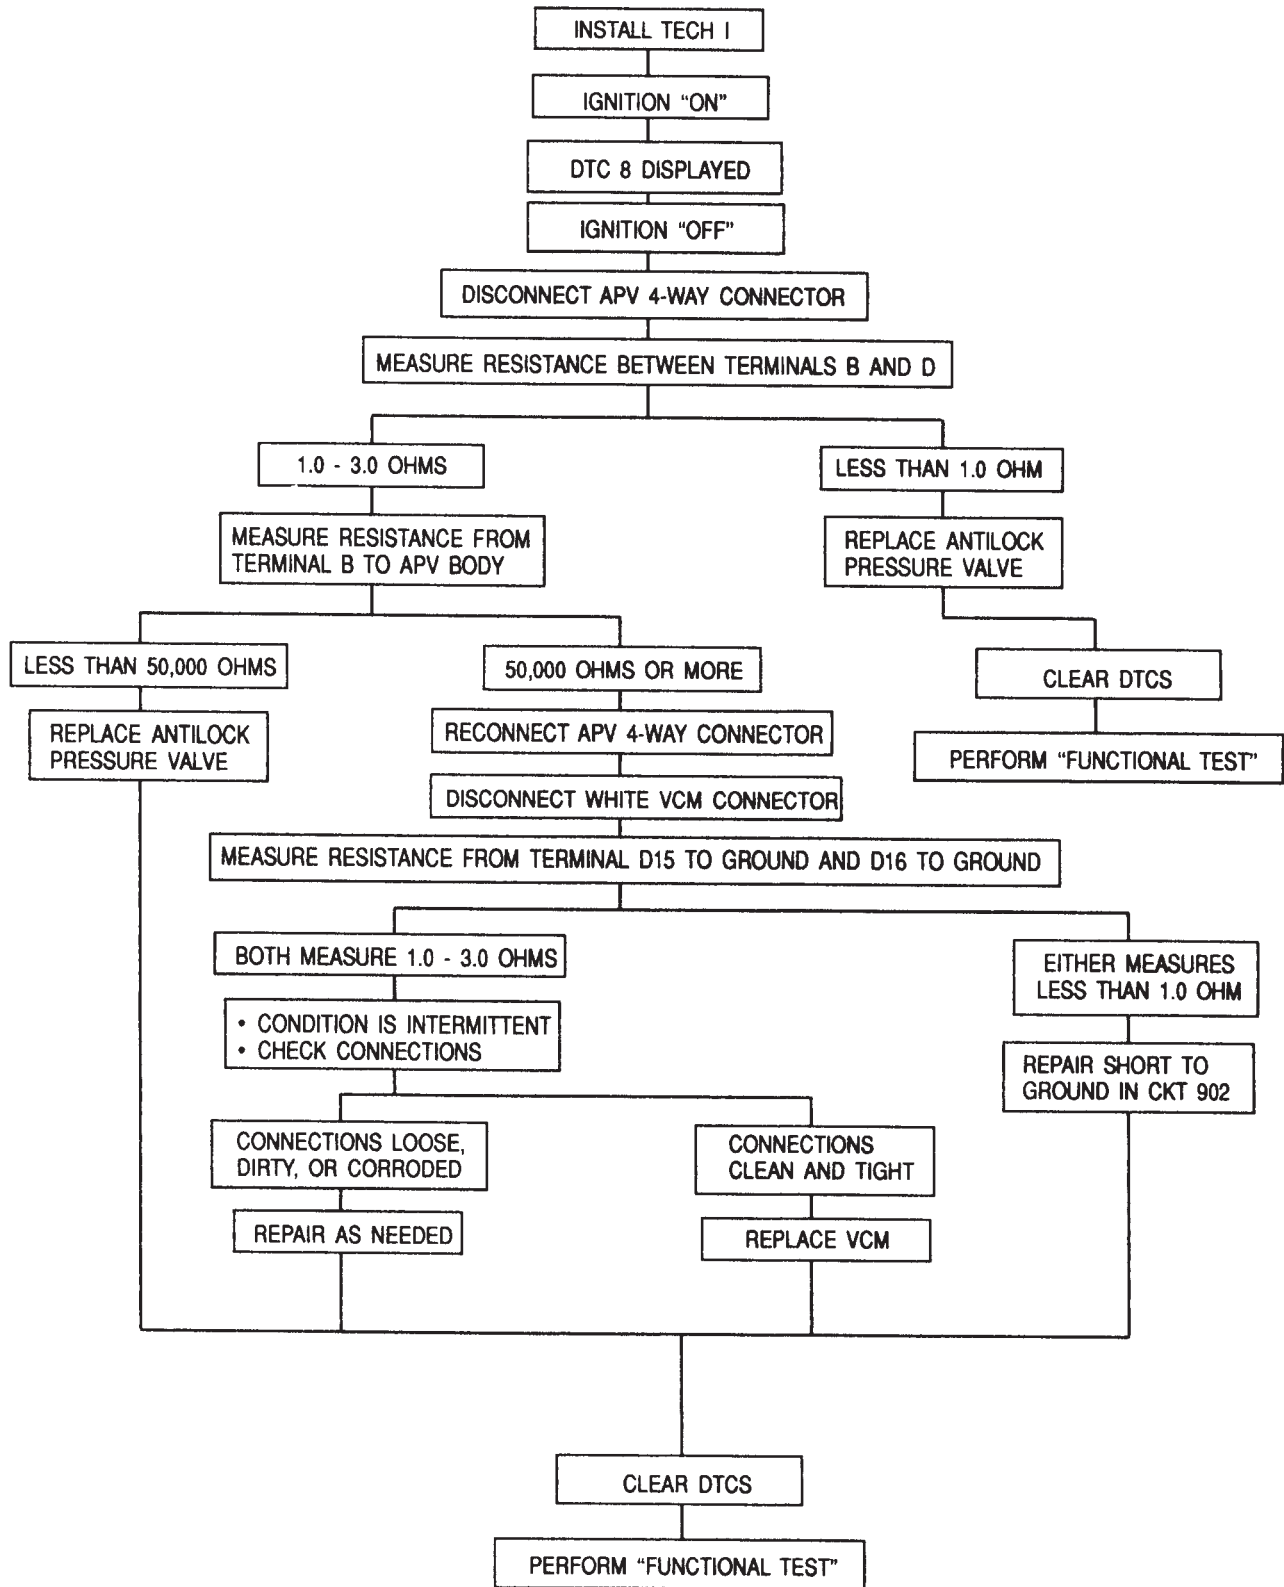 INSTALL TECH I
IGNITION “ON”
DTC 8 DISPLAYED
IGNITION “OFF”
DISCONNECT APV 4-WAY CONNECTOR
MEASURE RESISTANCE BETWEEN TERMINALS B AND D
1.0 - 3.0 OHMS
LESS THAN 1.0 OHM
MEASURE RESISTANCE FROM
TERMINAL B TO APV BODY
REPLACE ANTILOCK
PRESSURE VALVE
LESS THAN 50,000 OHMS
50,000 OHMS OR MORE
CLEAR DTCS
REPLACE ANTILOCK
PRESSURE VALVE
RECONNECT APV 4-WAY CONNECTOR
PERFORM “FUNCTIONAL TEST”
DISCONNECT WHITE VCM CONNECTOR
MEASURE RESISTANCE FROM TERMINAL D15 TO GROUND AND D16 TO GROUND
BOTH MEASURE 1.0 - 3.0 OHMS
EITHER MEASURES
LESS THAN 1.0 OHM
• CONDITION IS INTERMITTENT
• CHECK CONNECTIONS
REPAIR SHORT TO
GROUND IN CKT 902
CONNECTIONS LOOSE,
DIRTY, OR CORRODED
CONNECTIONS
CLEAN AND TIGHT
REPAIR AS NEEDED
REPLACE VCM
CLEAR DTCS
PERFORM “FUNCTIONAL TEST”